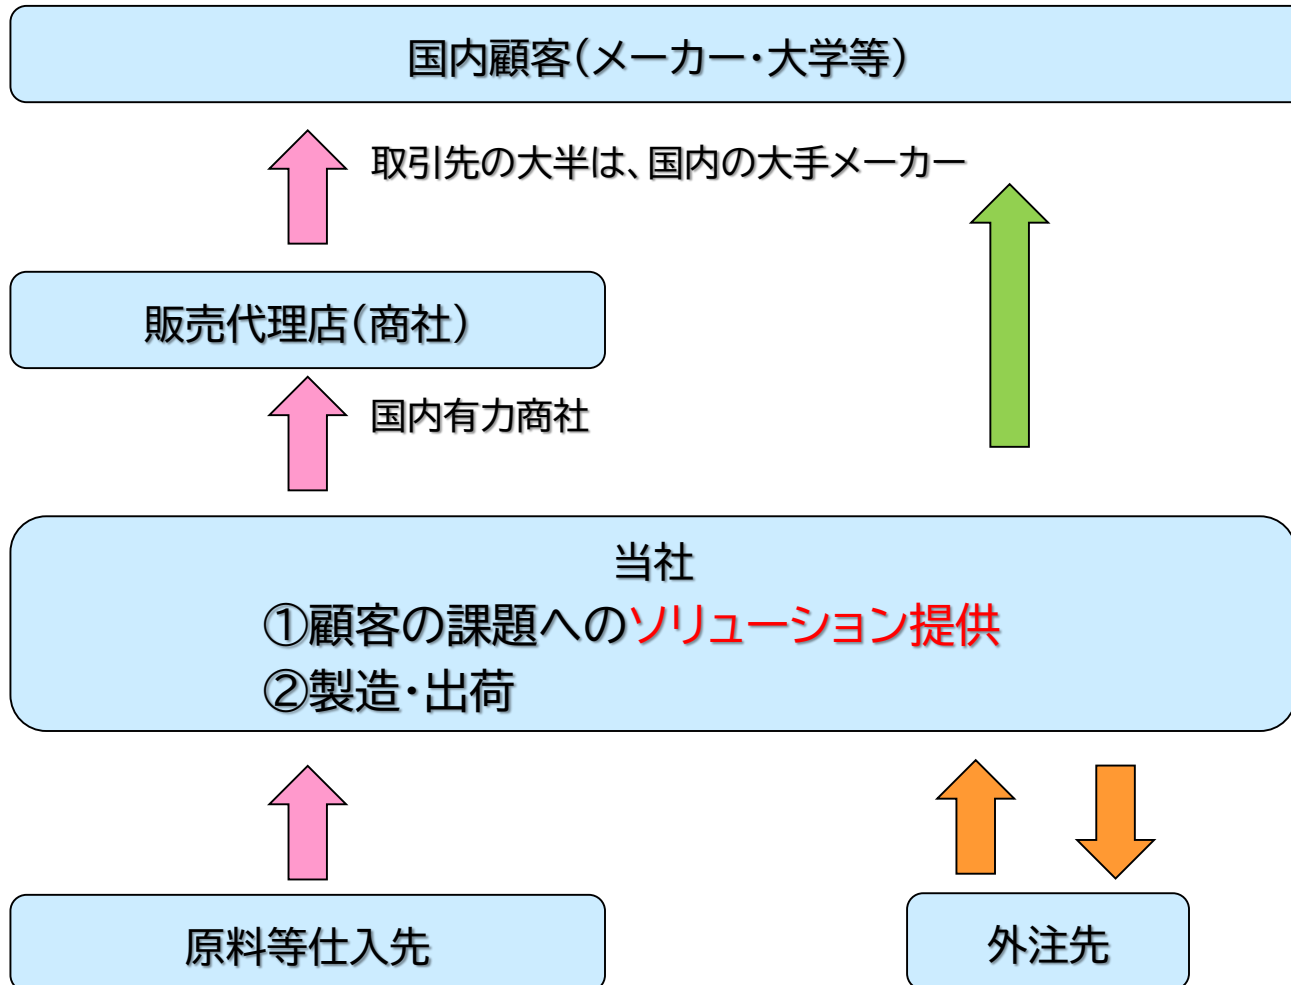 国内顧客(メーカー・大学等)
取引先の大半は、国内の大手メーカー
販売代理店(商社)
国内有力商社
当社
①顧客の課題へのソリューション提供
②製造・出荷
原料等仕入先
外注先